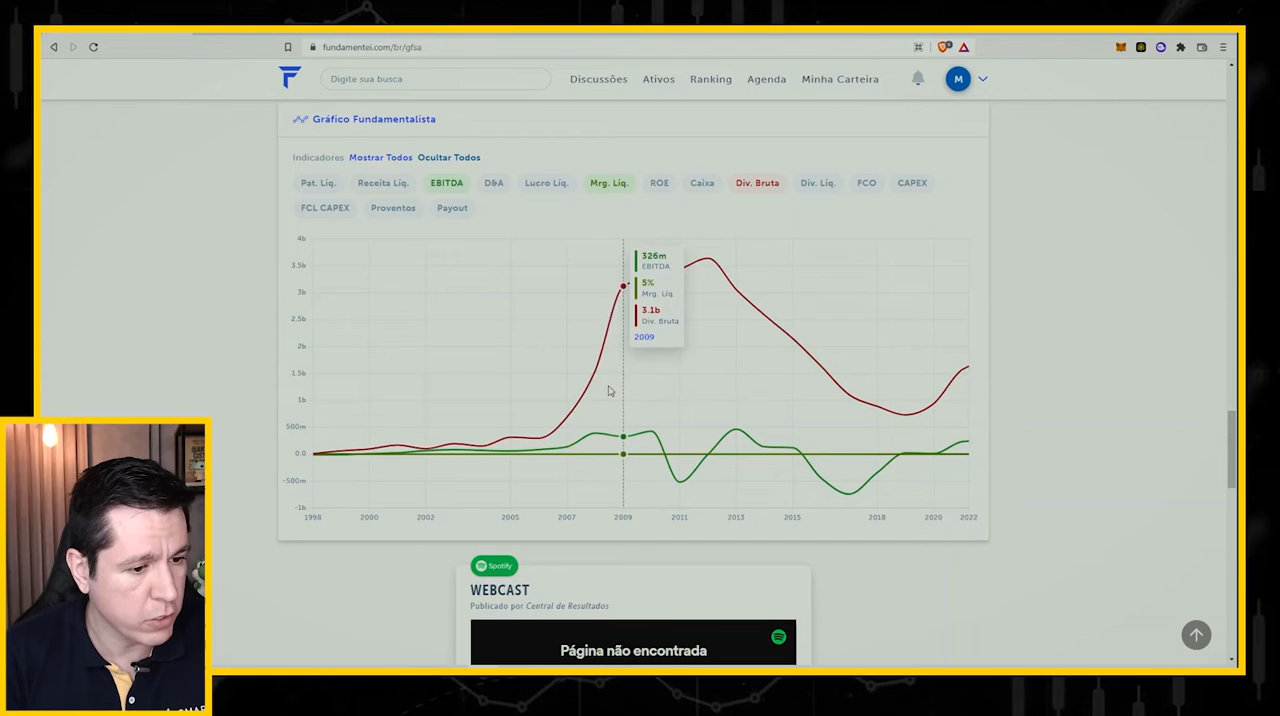 fundamentei.com/br/gfsa
Digite sua busca
Discussões Ativos Ranking Agenda Minha Carteira M
Gráfico Fundamentalista
Indicadores Mostrar Todos Ocultar Todos
Pat. Líq. Receita Líq. EBITDA D&A Lucro Líq. Mrg. Líq. ROE Caixa Div. Bruta Div. Líq. FCO CAPEX
FCL CAPEX Proventos Payout
4b
3.5b
3b
2.5b
2b
1.5b
1b
500m
0.0
-500m
-1b
326m
EBITDA
5%
Mrg. Líq.
3.1b
Div. Bruta
2009
1998 2000 2002 2005 2007 2009 2011 2013 2015 2018 2020 2022
Spotify
WEBCAST
Publicado por Central de Resultados
Página não encontrada